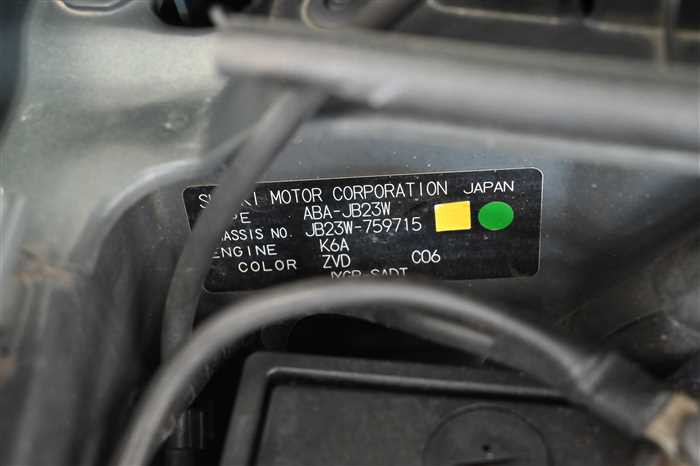 MOTOR CORPORATION JAPAN
ABA-JB23W
NO. JB23W-759715
ENGINE K6A
COLOR ZVD C06